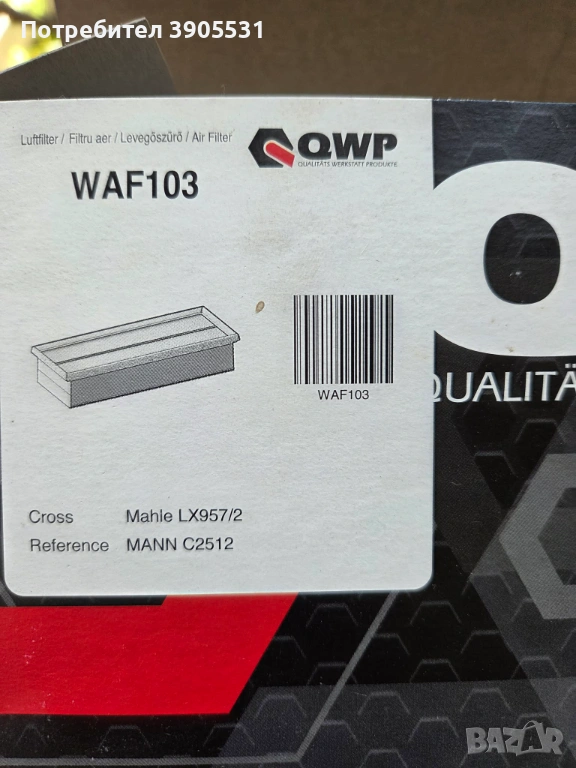 Потребител 3905531
Luftfilter / Filtru aer / Levegőszűrő / Air Filter
QWP
QUALITÄTS WERKSTATT PRODUKTE
WAF103
WAF103
QUALITÄ
Cross Mahle LX957/2
Reference MANN C2512
BAZAR